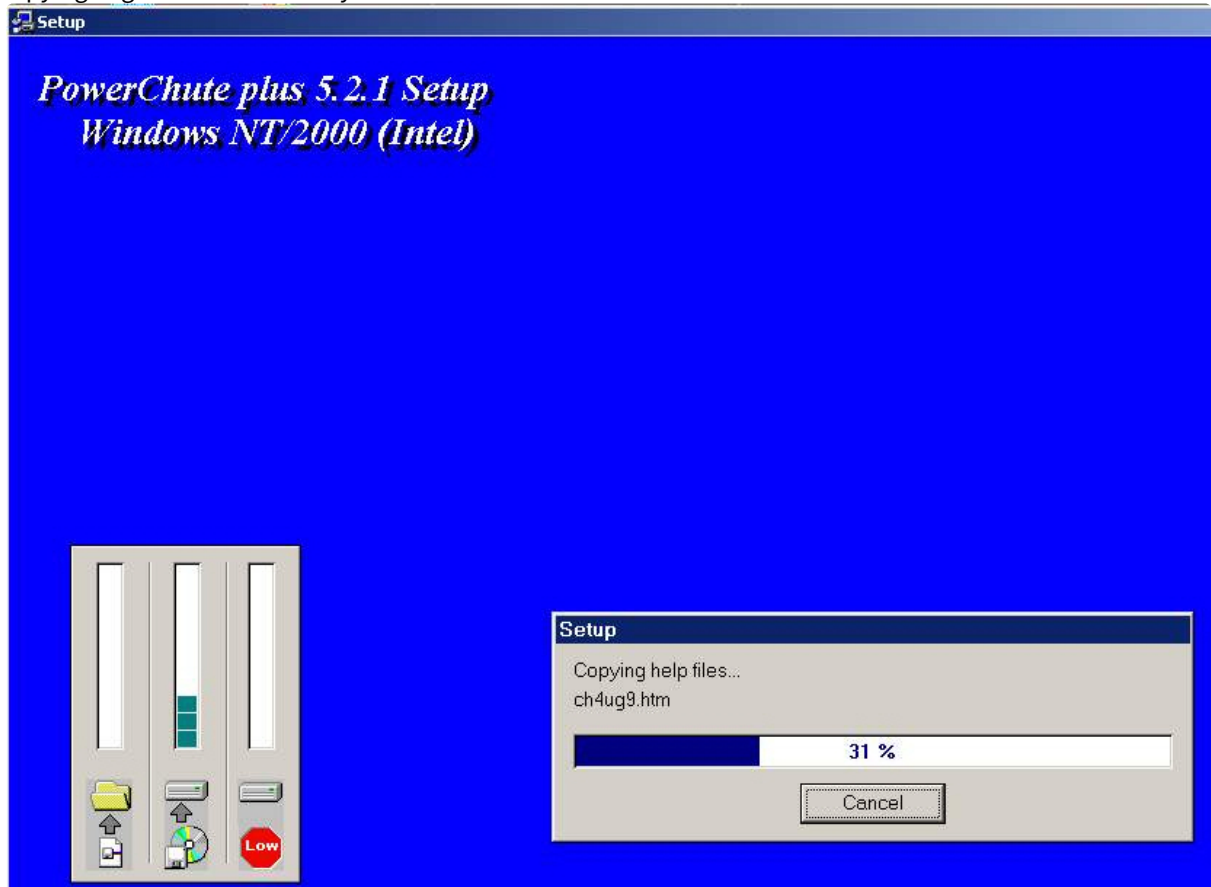 Setup
PowerChute plus 5.2.1 Setup
Windows NT/2000 (Intel)
Setup
Copying help files...
ch4ug9.htm
31 %
Cancel
Low